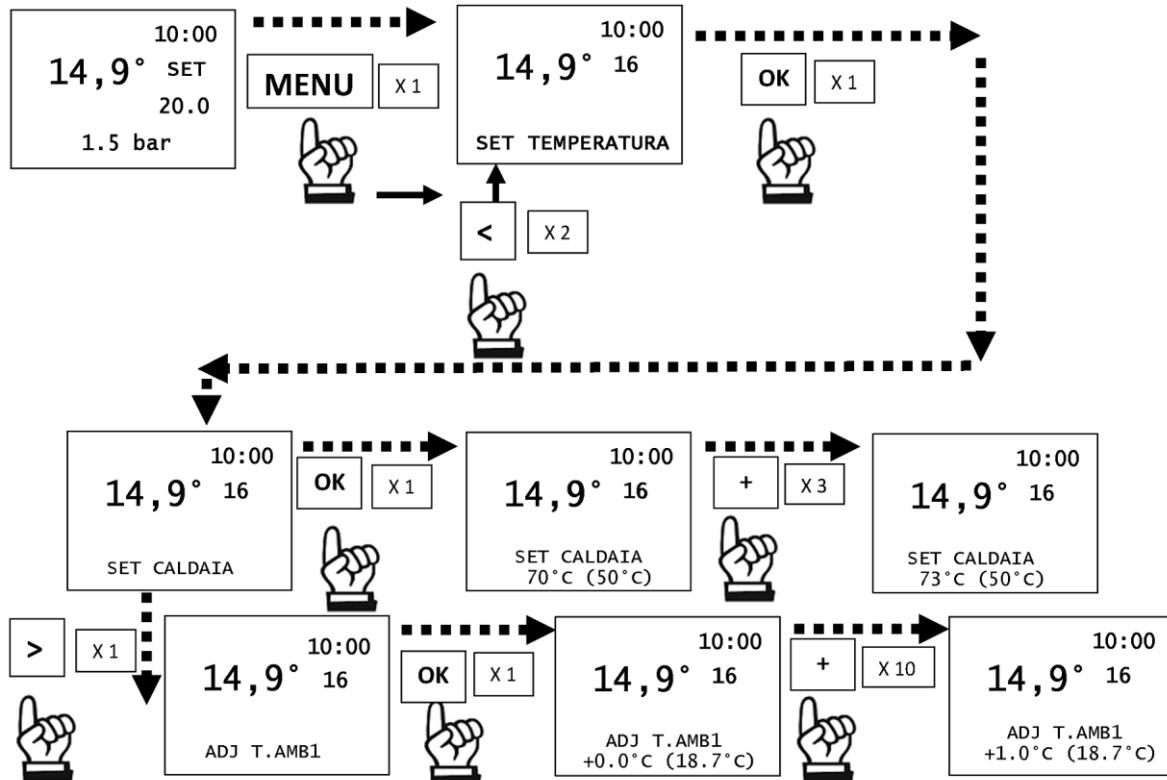 10:00
14,9° SET
20.0
1.5 bar
MENU X 1
10:00
14,9° 16
SET TEMPERATURA
OK X 1
< X 2
10:00
14,9° 16
SET CALDAIA
OK X 1
10:00
14,9° 16
SET CALDAIA
70°C (50°C)
+ X 3
10:00
14,9° 16
SET CALDAIA
73°C (50°C)
> X 1
10:00
14,9° 16
ADJ T.AMB1
OK X 1
10:00
14,9° 16
ADJ T.AMB1
+0.0°C (18.7°C)
+ X 10
10:00
14,9° 16
ADJ T.AMB1
+1.0°C (18.7°C)